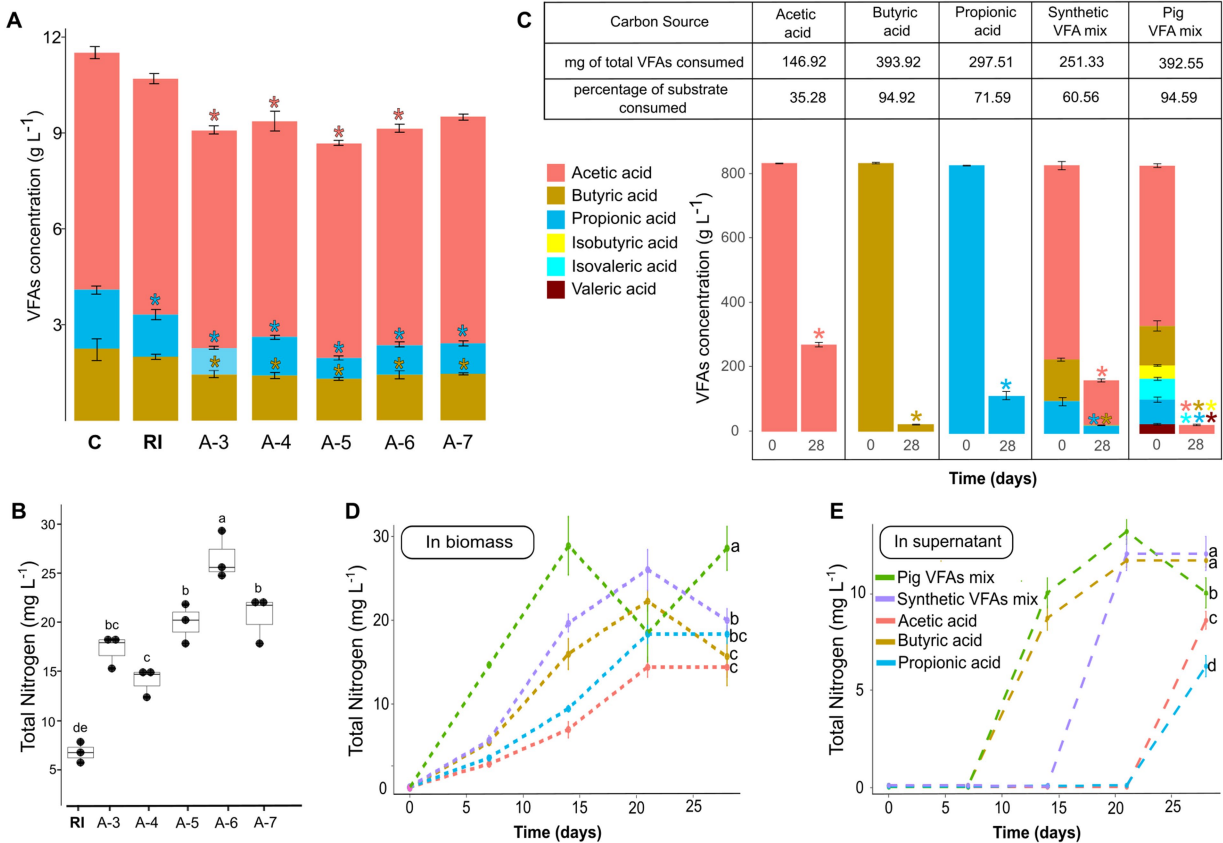 A
12
9
6
3
VFAs concentration (g L-1)
* * * * * * * * * * * * * * *
C RI A-3 A-4 A-5 A-6 A-7
C
Carbon Source
Acetic acid
Butyric acid
Propionic acid
Synthetic VFA mix
Pig VFA mix
mg of total VFAs consumed 146.92 393.92 297.51 251.33 392.55
percentage of substrate consumed 35.28 94.92 71.59 60.56 94.59
Acetic acid
Butyric acid
Propionic acid
Isobutyric acid
Isovaleric acid
Valeric acid
VFAs concentration (g L-1)
800
600
400
200
0
* * * * * * * * * * * *
0 28 0 28 0 28 0 28 0 28
Time (days)
B
Total Nitrogen (mg L-1)
30
25
20
15
10
5
de bc c b a b
RI A-3 A-4 A-5 A-6 A-7
D
In biomass
Total Nitrogen (mg L-1)
30
20
10
0
a
b
bc
c
c
0 5 10 15 20 25
Time (days)
E
In supernatant
Pig VFAs mix
Synthetic VFAs mix
Acetic acid
Butyric acid
Propionic acid
Total Nitrogen (mg L-1)
10
5
0
a
a
b
c
d
0 5 10 15 20 25
Time (days)